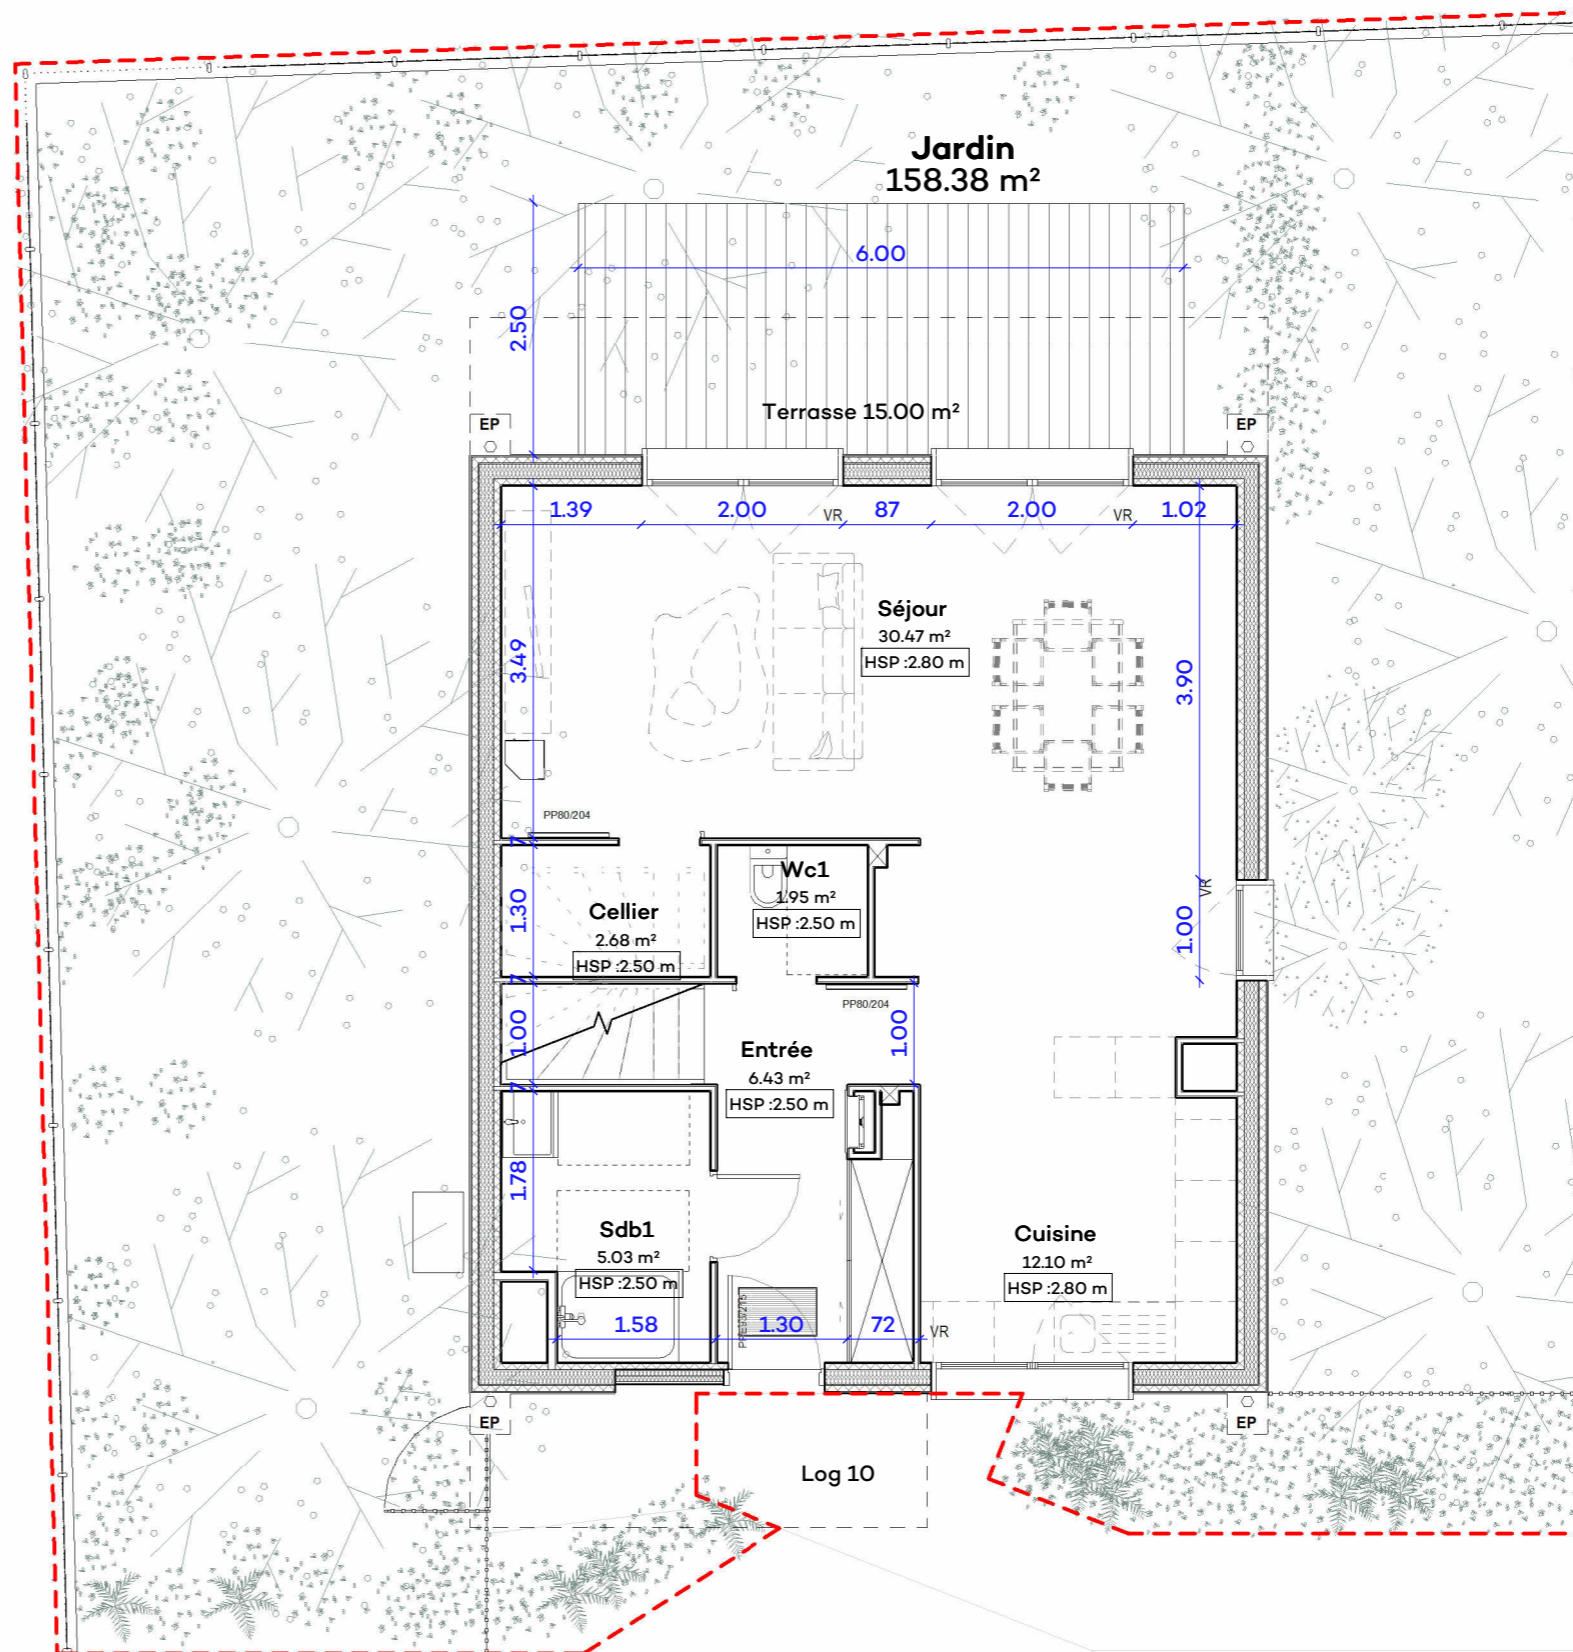 Jardin
158.38 m²
6.00
2.50
Terrasse 15.00 m²
EP
EP
1.39
2.00
VR
87
2.00
VR
1.02
Séjour
30.47 m²
HSP :2.80 m
3.49
3.90
PP80/204
7
Wc1
1.95 m²
HSP :2.50 m
VR
1.30
Cellier
2.68 m²
HSP :2.50 m
1.00
7
PP80/204
1.00
1.00
Entrée
6.43 m²
HSP :2.50 m
7
1.78
Sdb1
5.03 m²
HSP :2.50 m
Cuisine
12.10 m²
HSP :2.80 m
1.58
1.30
72
VR
EP
EP
Log 10